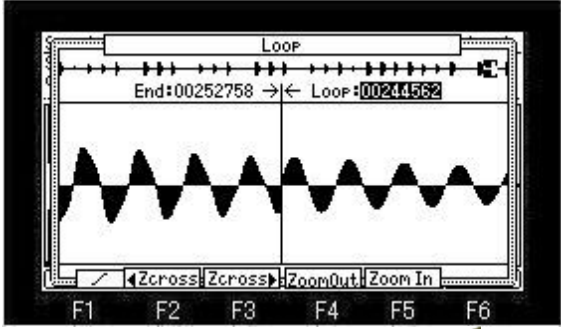 Loop
End:00252758 →|← Loop:00244562
◀Zcross Zcross▶ ZoomOut Zoom In
F1 F2 F3 F4 F5 F6